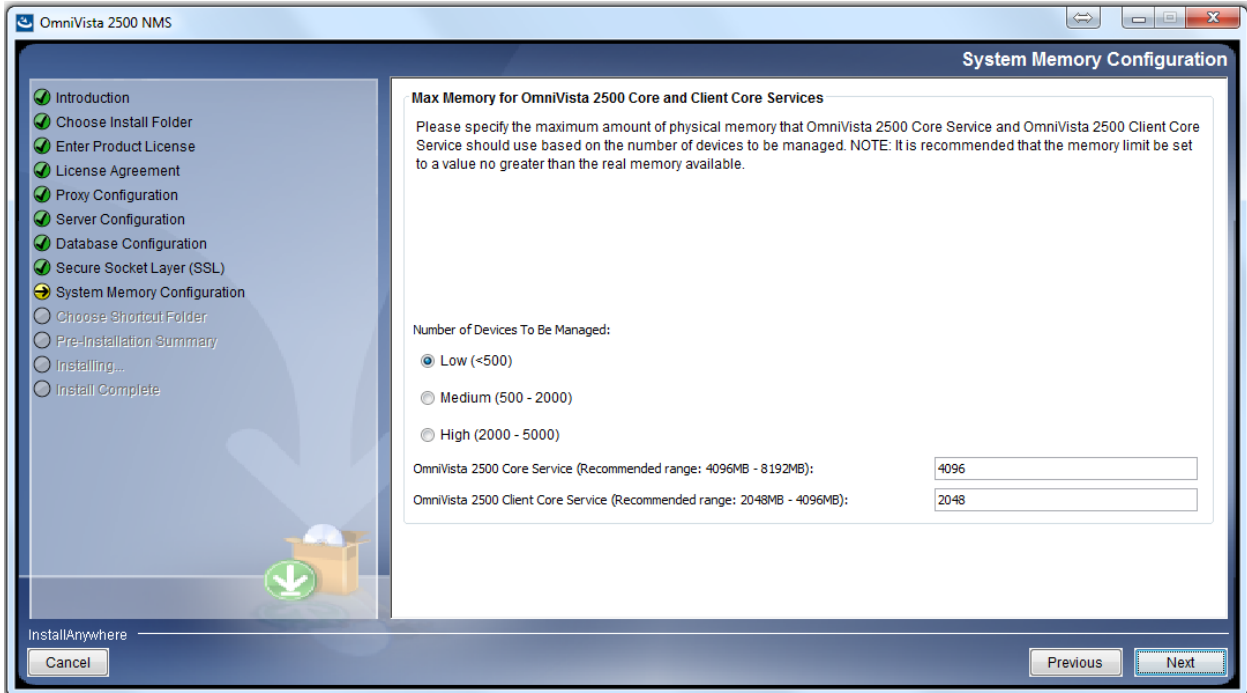 OmniVista 2500 NMS
System Memory Configuration
Introduction
Choose Install Folder
Enter Product License
License Agreement
Proxy Configuration
Server Configuration
Database Configuration
Secure Socket Layer (SSL)
System Memory Configuration
Choose Shortcut Folder
Pre-Installation Summary
Installing...
Install Complete
Max Memory for OmniVista 2500 Core and Client Core Services
Please specify the maximum amount of physical memory that OmniVista 2500 Core Service and OmniVista 2500 Client Core
Service should use based on the number of devices to be managed. NOTE: It is recommended that the memory limit be set
to a value no greater than the real memory available.
Number of Devices To Be Managed:
Low (<500)
Medium (500 - 2000)
High (2000 - 5000)
OmniVista 2500 Core Service (Recommended range: 4096MB - 8192MB): 4096
OmniVista 2500 Client Core Service (Recommended range: 2048MB - 4096MB): 2048
InstallAnywhere
Cancel Previous Next